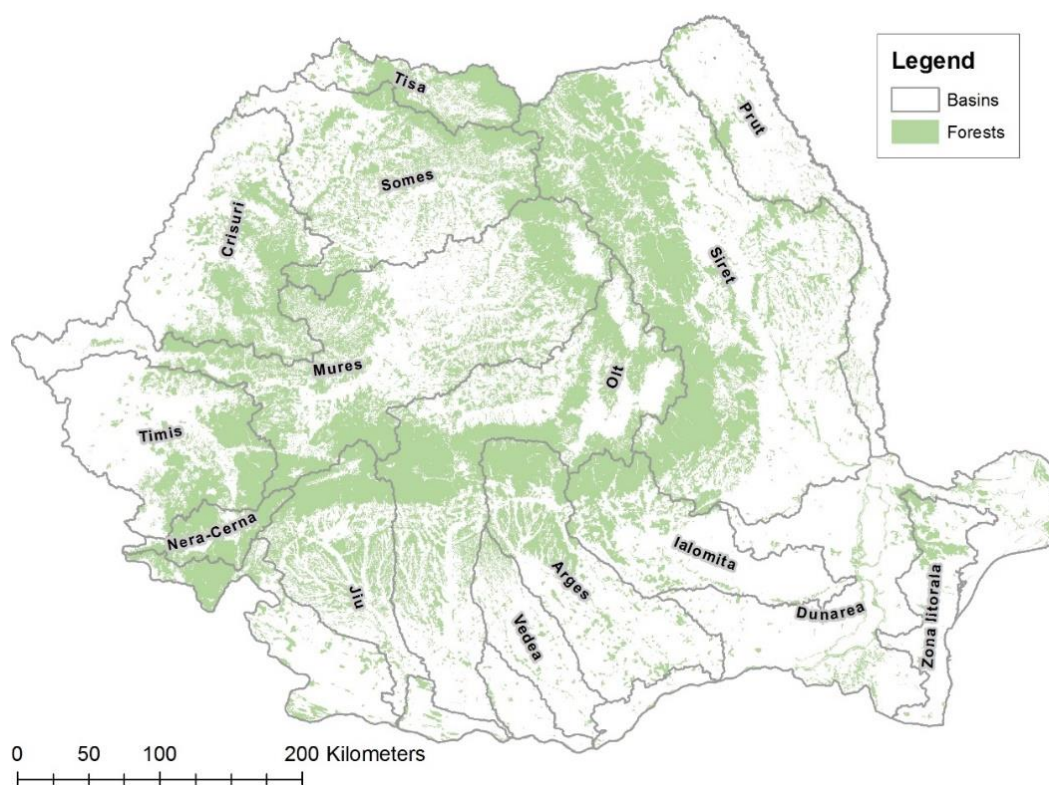 Legend
Basins
Forests
Tisa
Prut
Somes
Crisuri
Siret
Mures
Olt
Timis
Nera-Cerna
Ialomita
Jiu
Arges
Vedea
Dunarea
Zona litorala
0 50 100 200 Kilometers